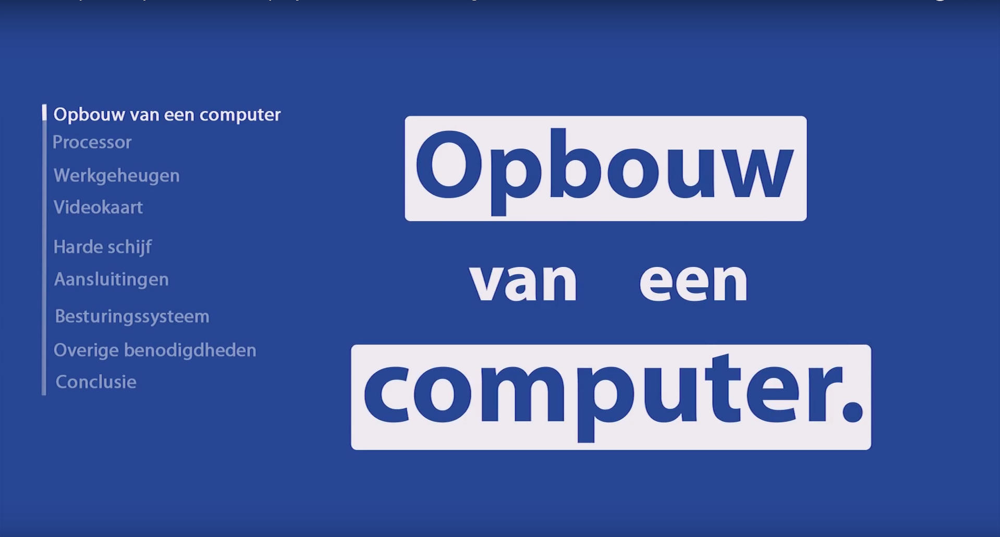 Opbouw van een computer
Processor
Werkgeheugen
Videokaart
Harde schijf
Aansluitingen
Besturingssysteem
Overige benodigdheden
Conclusie
Opbouw
van een
computer.